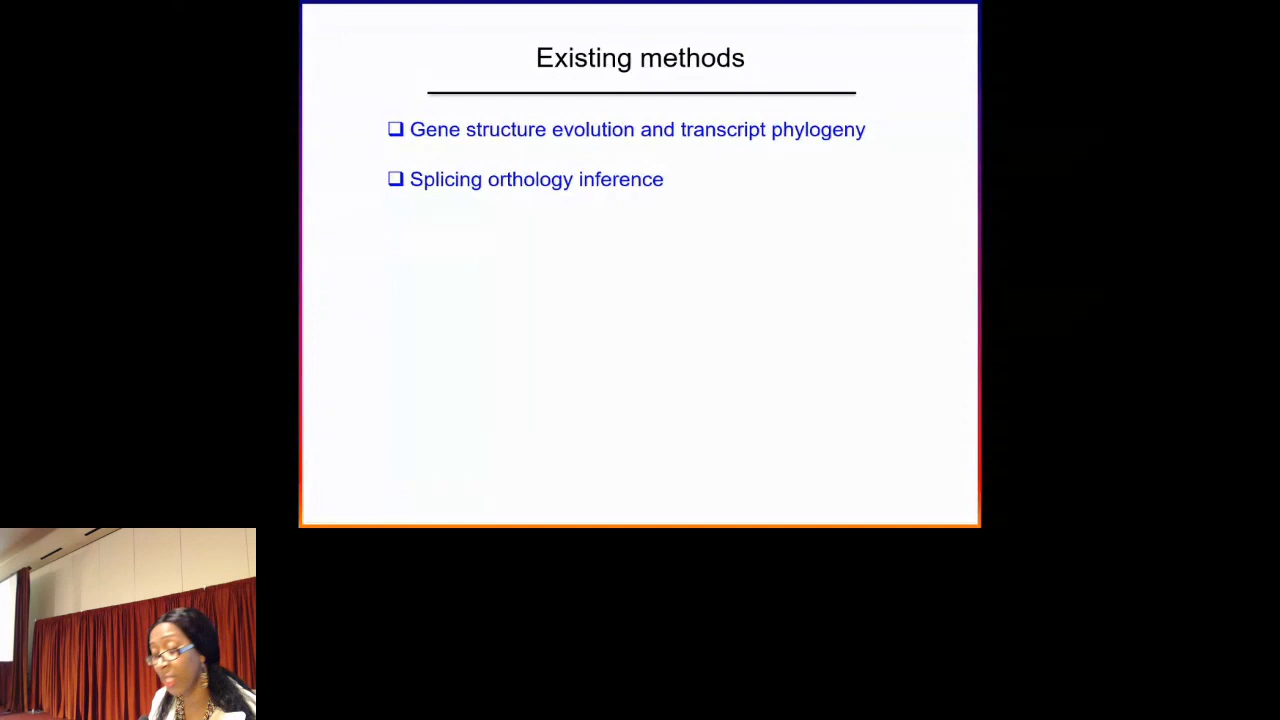 Existing methods
❑ Gene structure evolution and transcript phylogeny
❑ Splicing orthology inference